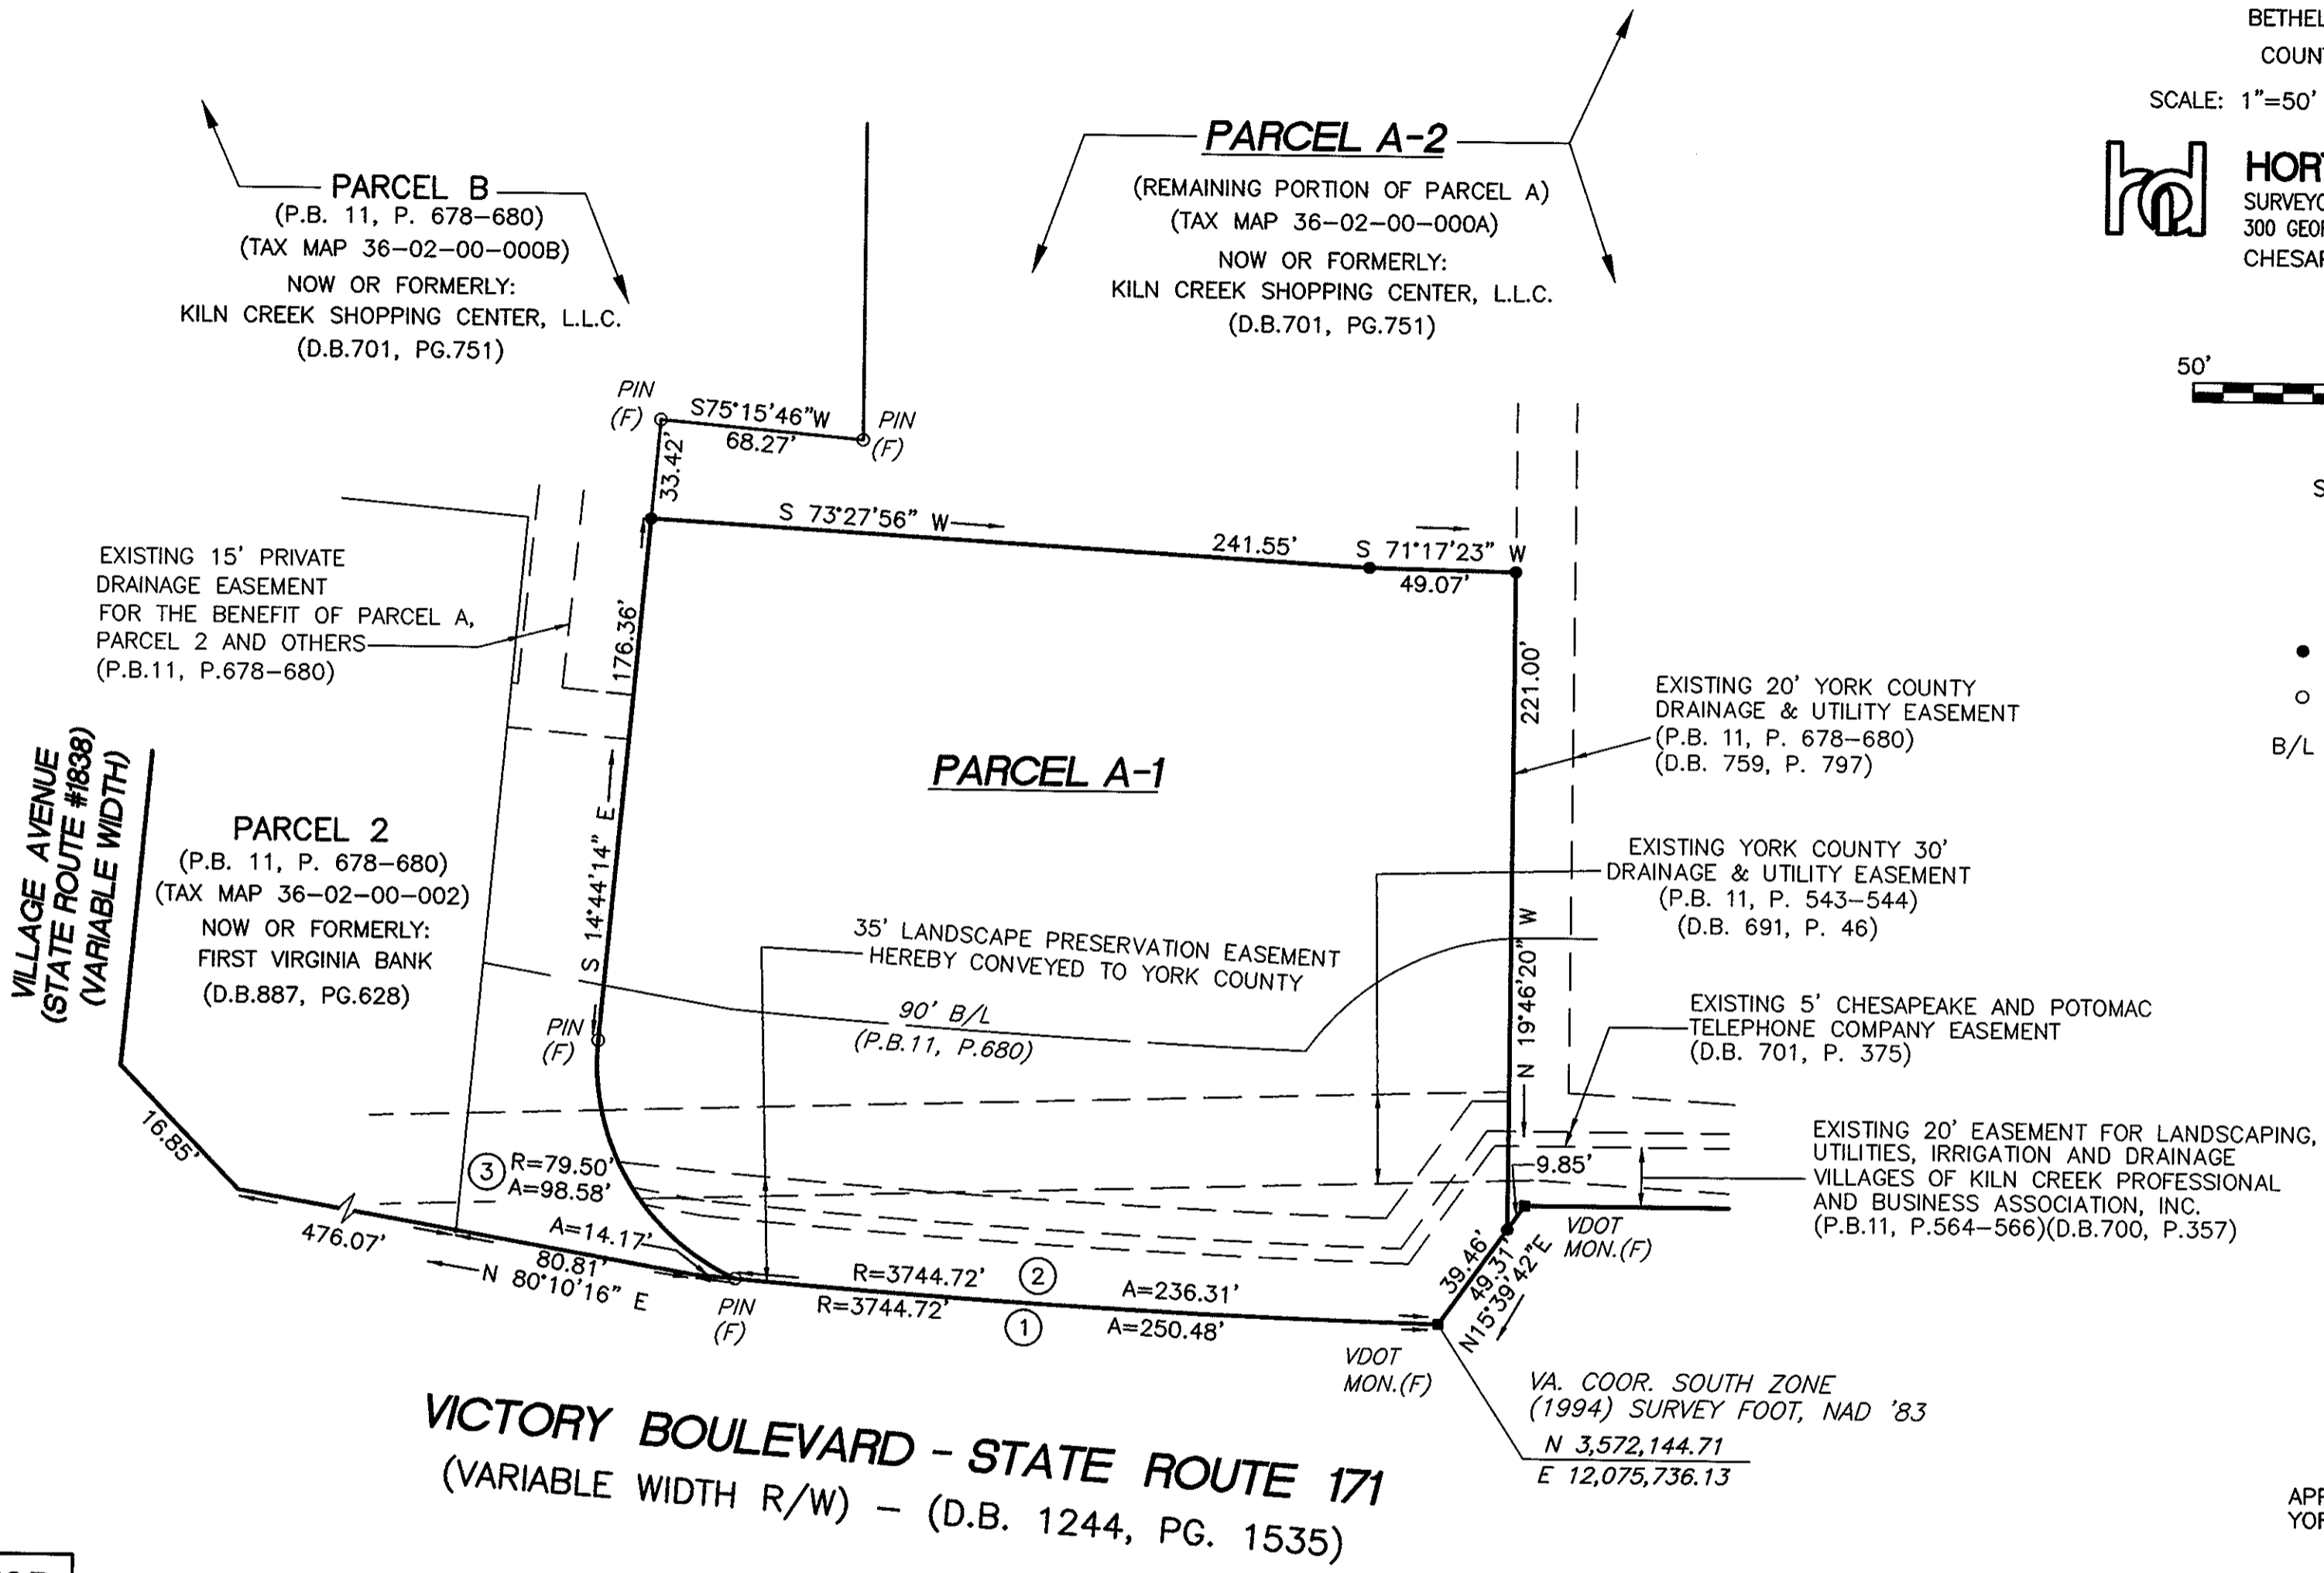 BETHEL
COUN
SCALE: 1"=50'
HOR
SURVEYO
300 GEOR
CHESAP
50'
S
B/L
PARCEL B
(P.B. 11, P. 678-680)
(TAX MAP 36-02-00-000B)
NOW OR FORMERLY:
KILN CREEK SHOPPING CENTER, L.L.C.
(D.B.701, PG.751)
PARCEL A-2
(REMAINING PORTION OF PARCEL A)
(TAX MAP 36-02-00-000A)
NOW OR FORMERLY:
KILN CREEK SHOPPING CENTER, L.L.C.
(D.B.701, PG.751)
PIN
(F)
S75°15'46"W
68.27'
PIN
(F)
33.42'
S 73°27'56" W
241.55'
S 71°17'23" W
49.07'
EXISTING 15' PRIVATE
DRAINAGE EASEMENT
FOR THE BENEFIT OF PARCEL A,
PARCEL 2 AND OTHERS
(P.B.11, P.678-680)
176.36'
S 14°44'14" E
221.00'
N 19°46'20" W
EXISTING 20' YORK COUNTY
DRAINAGE & UTILITY EASEMENT
(P.B. 11, P. 678-680)
(D.B. 759, P. 797)
PARCEL A-1
VILLAGE AVENUE
(STATE ROUTE #1838)
(VARIABLE WIDTH)
PARCEL 2
(P.B. 11, P. 678-680)
(TAX MAP 36-02-00-002)
NOW OR FORMERLY:
FIRST VIRGINIA BANK
(D.B.887, PG.628)
EXISTING YORK COUNTY 30'
DRAINAGE & UTILITY EASEMENT
(P.B. 11, P. 543-544)
(D.B. 691, P. 46)
35' LANDSCAPE PRESERVATION EASEMENT
HEREBY CONVEYED TO YORK COUNTY
90' B/L
(P.B.11, P.680)
PIN
(F)
EXISTING 5' CHESAPEAKE AND POTOMAC
TELEPHONE COMPANY EASEMENT
(D.B. 701, P. 375)
EXISTING 20' EASEMENT FOR LANDSCAPING,
UTILITIES, IRRIGATION AND DRAINAGE
VILLAGES OF KILN CREEK PROFESSIONAL
AND BUSINESS ASSOCIATION, INC.
(P.B.11, P.564-566)(D.B.700, P.357)
16.85'
3 R=79.50'
A=98.58'
9.85'
VDOT
MON.(F)
476.07'
A=14.17'
80.81'
N 80°10'16" E
PIN
(F)
R=3744.72' 2 A=236.31'
R=3744.72' 1 A=250.48'
39.46'
49.31'
N15°39'42"E
VDOT
MON.(F)
VA. COOR. SOUTH ZONE
(1994) SURVEY FOOT, NAD '83
N 3,572,144.71
E 12,075,736.13
VICTORY BOULEVARD - STATE ROUTE 171
(VARIABLE WIDTH R/W) - (D.B. 1244, PG. 1535)
APP
YOR